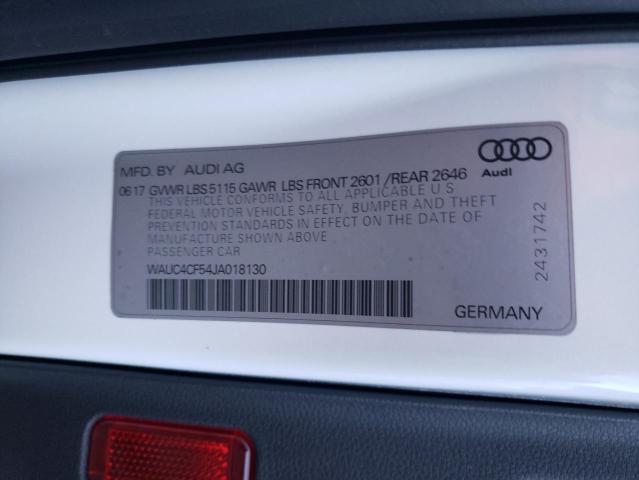 MFD. BY AUDI AG
Audi
06 17 GVWR LBS 5115 GAWR LBS FRONT 2601 / REAR 2646
THIS VEHICLE CONFORMS TO ALL APPLICABLE U.S.
FEDERAL MOTOR VEHICLE SAFETY, BUMPER AND THEFT
PREVENTION STANDARDS IN EFFECT ON THE DATE OF
MANUFACTURE SHOWN ABOVE
PASSENGER CAR
WAUC4CF54JA018130
2431742
GERMANY